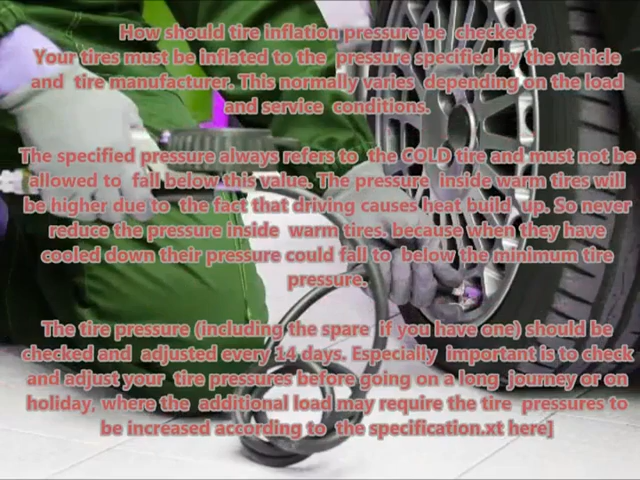 How should tire inflation pressure be checked?
Your tires must be inflated to the pressure specified by the vehicle
and tire manufacturer. This normally varies depending on the load
and service conditions.
The specified pressure always refers to the COLD tire and must not be
allowed to fall below this value. The pressure inside warm tires will
be higher due to the fact that driving causes heat build up. So never
reduce the pressure inside warm tires. because when they have
cooled down their pressure could fall to below the minimum tire
pressure.
The tire pressure (including the spare if you have one) should be
checked and adjusted every 14 days. Especially important is to check
and adjust your tire pressures before going on a long journey or on
holiday, where the additional load may require the tire pressures to
be increased according to the specification.xt here]